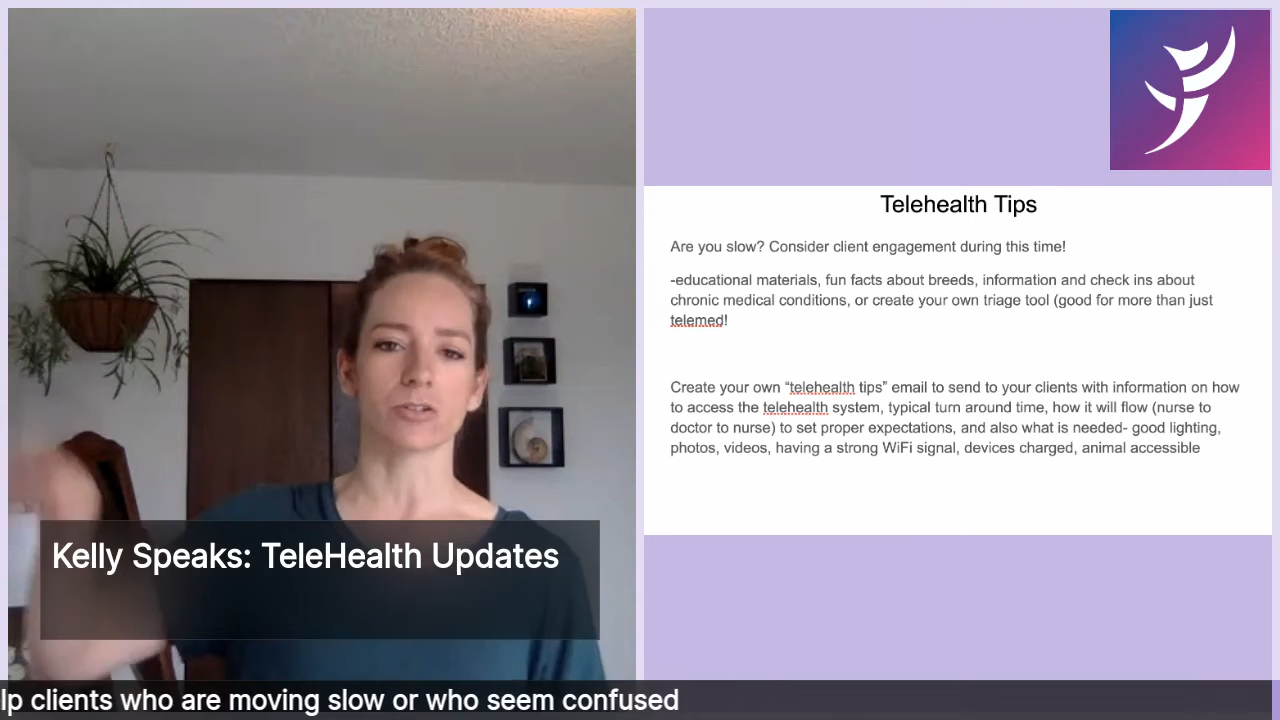 Telehealth Tips
Are you slow? Consider client engagement during this time!
-educational materials, fun facts about breeds, information and check ins about
chronic medical conditions, or create your own triage tool (good for more than just
telemed!
Create your own “telehealth tips” email to send to your clients with information on how
to access the telehealth system, typical turn around time, how it will flow (nurse to
doctor to nurse) to set proper expectations, and also what is needed- good lighting,
photos, videos, having a strong WiFi signal, devices charged, animal accessible
Kelly Speaks: TeleHealth Updates
lp clients who are moving slow or who seem confused